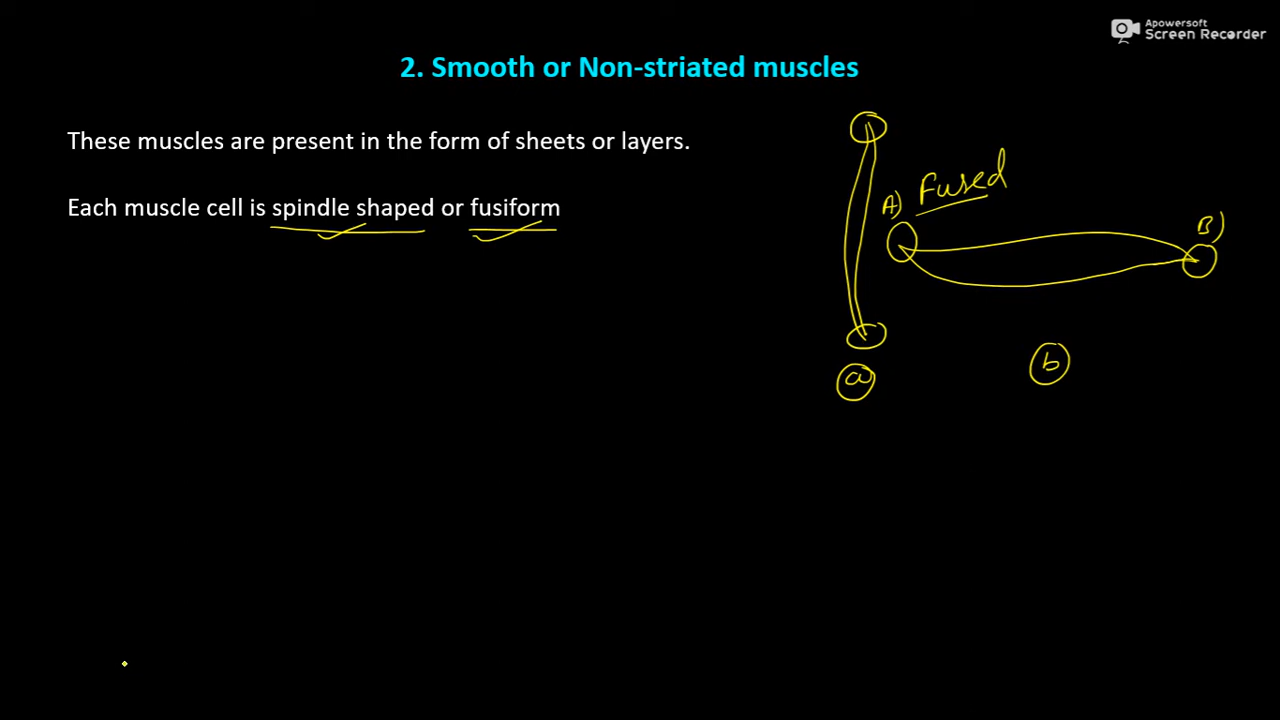 Apowersoft
Screen Recorder
2. Smooth or Non-striated muscles
These muscles are present in the form of sheets or layers.
Fused
A)
Each muscle cell is spindle shaped or fusiform
B)
b
a